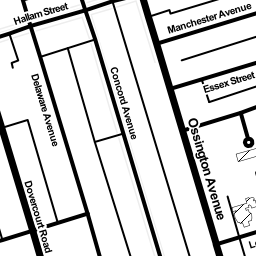 Hallam Street
Manchester Avenue
Essex Street
Delaware Avenue
Concord Avenue
Ossington Avenue
Dovercourt Road